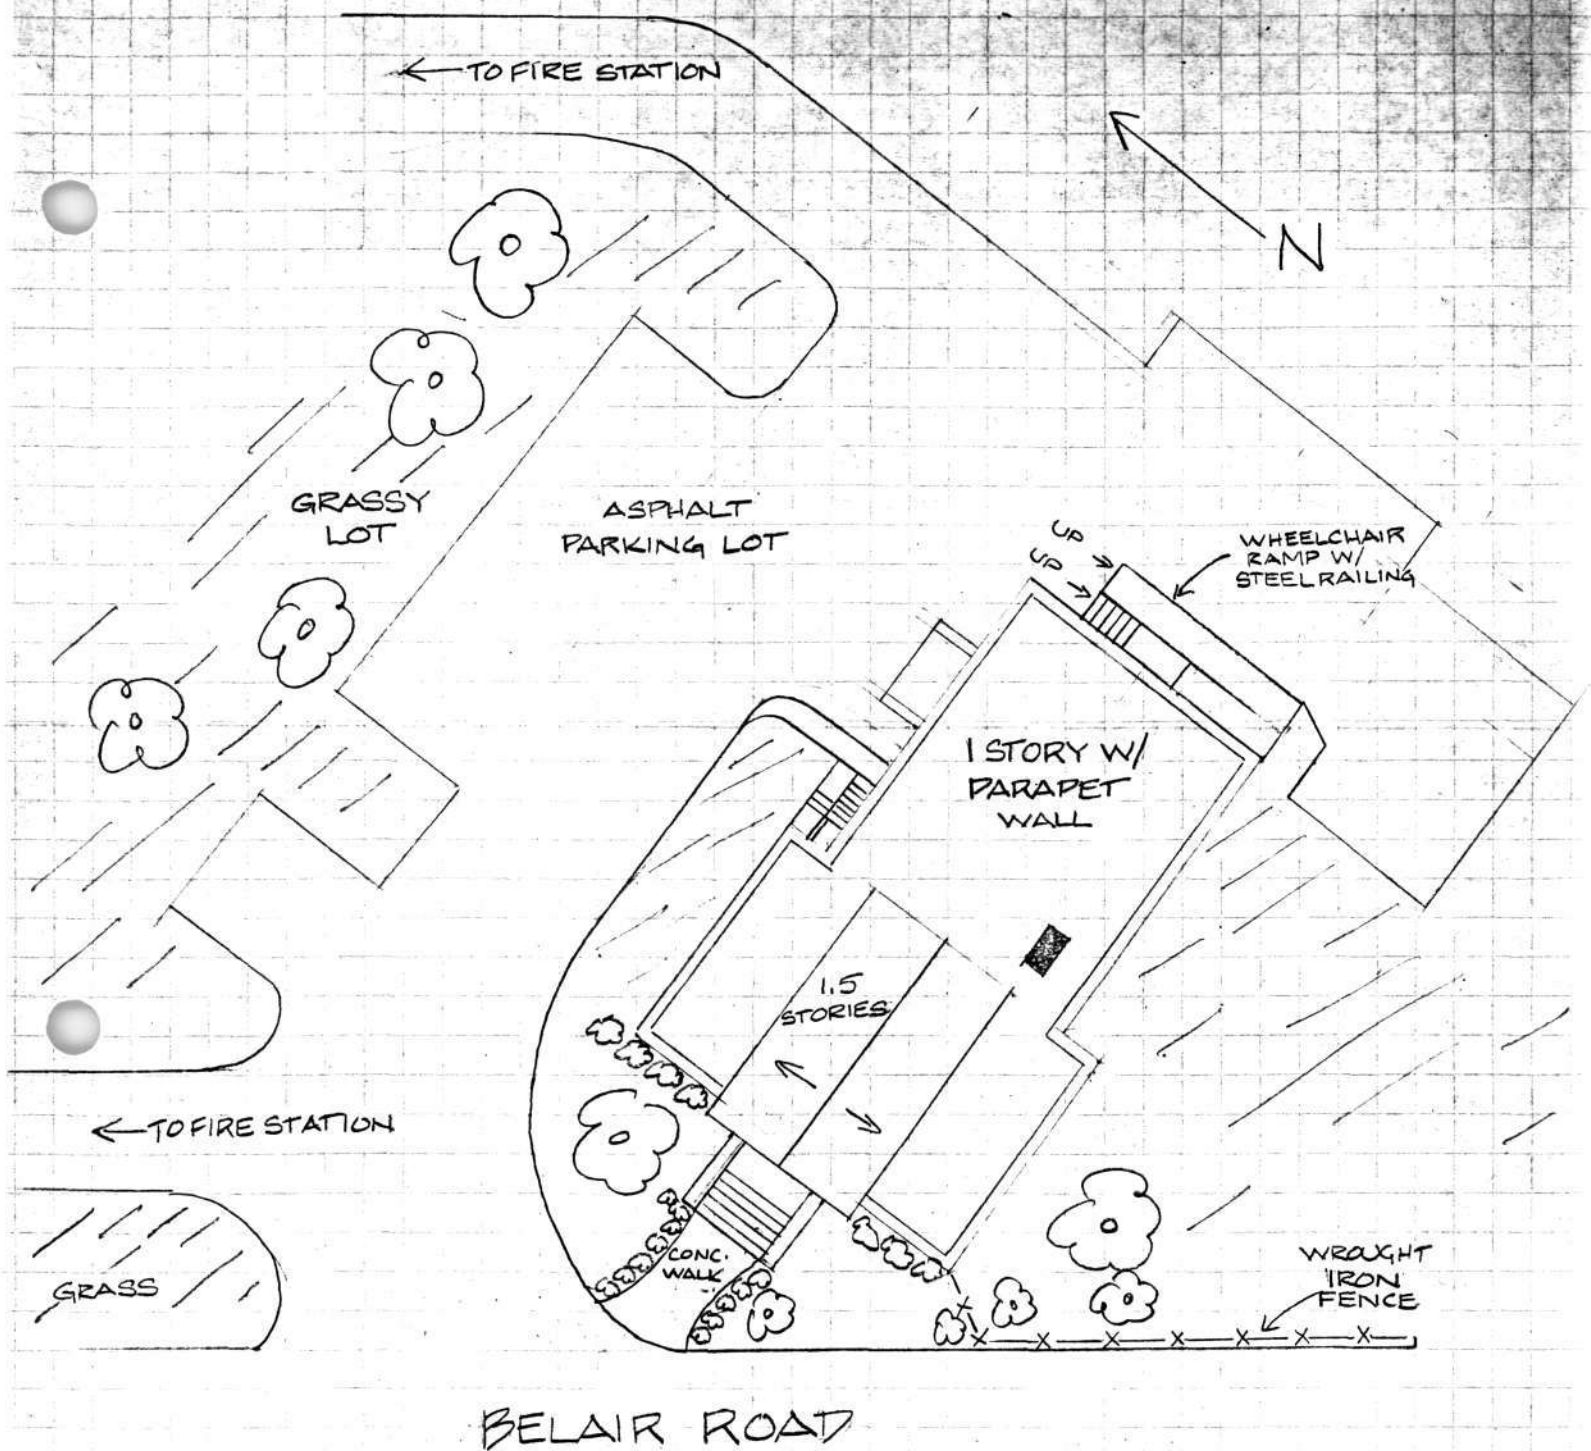 ← TO FIRE STATION
N
GRASSY
LOT
ASPHALT
PARKING LOT
UP
UP
WHEELCHAIR
RAMP W/
STEEL RAILING
1 STORY W/
PARAPET
WALL
1.5
STORIES
← TO FIRE STATION
CONC.
WALK
GRASS
WROUGHT
IRON
FENCE
BELAIR ROAD